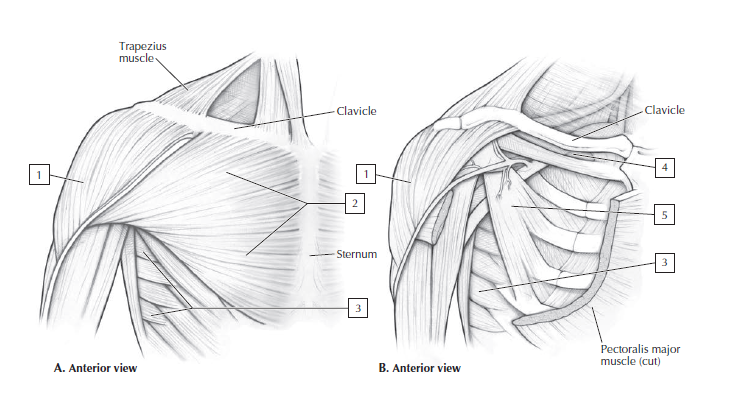 Trapezius
muscle
Clavicle
1
2
Sternum
3
A. Anterior view
Clavicle
1
4
5
3
Pectoralis major
muscle (cut)
B. Anterior view